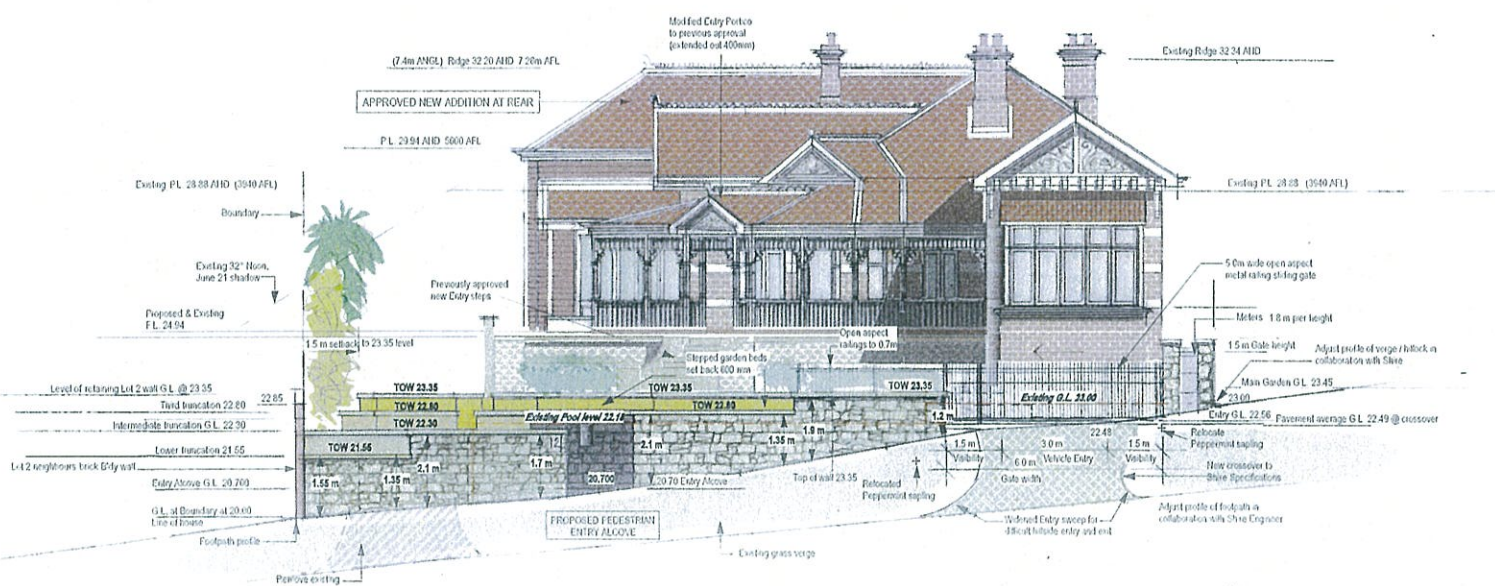 Modified Entry Portico
to previous approval
(extended out 400mm)
(7.4m ANGL) Ridge 32.20 AHD 7.26m AFL
Existing Ridge 32.34 AHD
APPROVED NEW ADDITION AT REAR
P.L. 29.94 AHD 5000 AFL
Existing P.L. 28.88 AHD (3940 AFL)
Existing P.L. 28.88 (3940 AFL)
Boundary
Existing 32° Noon,
June 21 shadow
Previously approved
new Entry steps
5.0m wide open aspect
metal railing sliding gate
Proposed & Existing
F.L. 24.94
1.5 m setback to 23.35 level
Open aspect
railings to 0.7m
Meters 1.8 m pier height
1.5 m Gate height
Adjust profile of verge / hillock in
collaboration with Shire
Stepped garden beds
set back 600 mm
Level of retaining Lot 2 wall G.L. @ 23.35
22.85
TOW 23.35
TOW 23.35
TOW 23.35
Main Garden G.L. 23.45
23.00
Existing G.L. 23.00
Third truncation 22.80
TOW 22.80
TOW 22.80
Intermediate truncation G.L. 22.30
TOW 22.30
Existing Pool level 22.18
1.2 m
Entry G.L. 22.56
Pavement average G.L. 22.49 @ crossover
22.48
Relocate
Peppermint sapling
Lower truncation 21.55
TOW 21.55
12
2.1 m
1.35 m
1.9 m
1.5 m
Visibility
3.0 m
Vehicle Entry
1.5 m
Visibility
Lot 2 neighbours brick B'dy wall
1.55 m
1.35 m
2.1 m
1.7 m
6.0 m
Gate width
New crossover to
Shire Specifications
Entry Alcove G.L. 20.700
20.700
20.70 Entry Alcove
Top of wall 23.35
Relocated
Peppermint sapling
G.L. at Boundary at 20.00
Line of house
PROPOSED PEDESTRIAN
ENTRY ALCOVE
Widened Entry sweep for
difficult hillside entry and exit
Adjust profile of footpath in
collaboration with Shire Engineer
Footpath profile
Existing grass verge
Remove existing